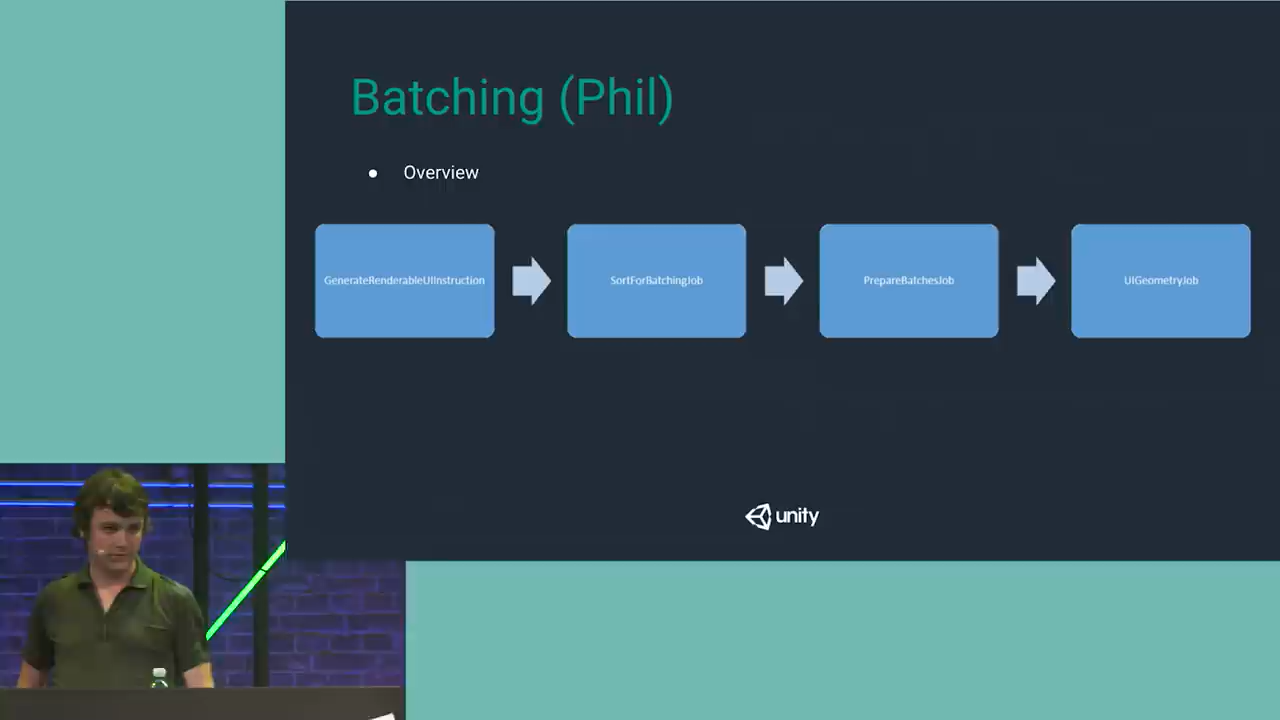 Batching (Phil)
Overview
GenerateRenderableUIInstruction
SortForBatchingJob
PrepareBatchesJob
UIGeometryJob
unity